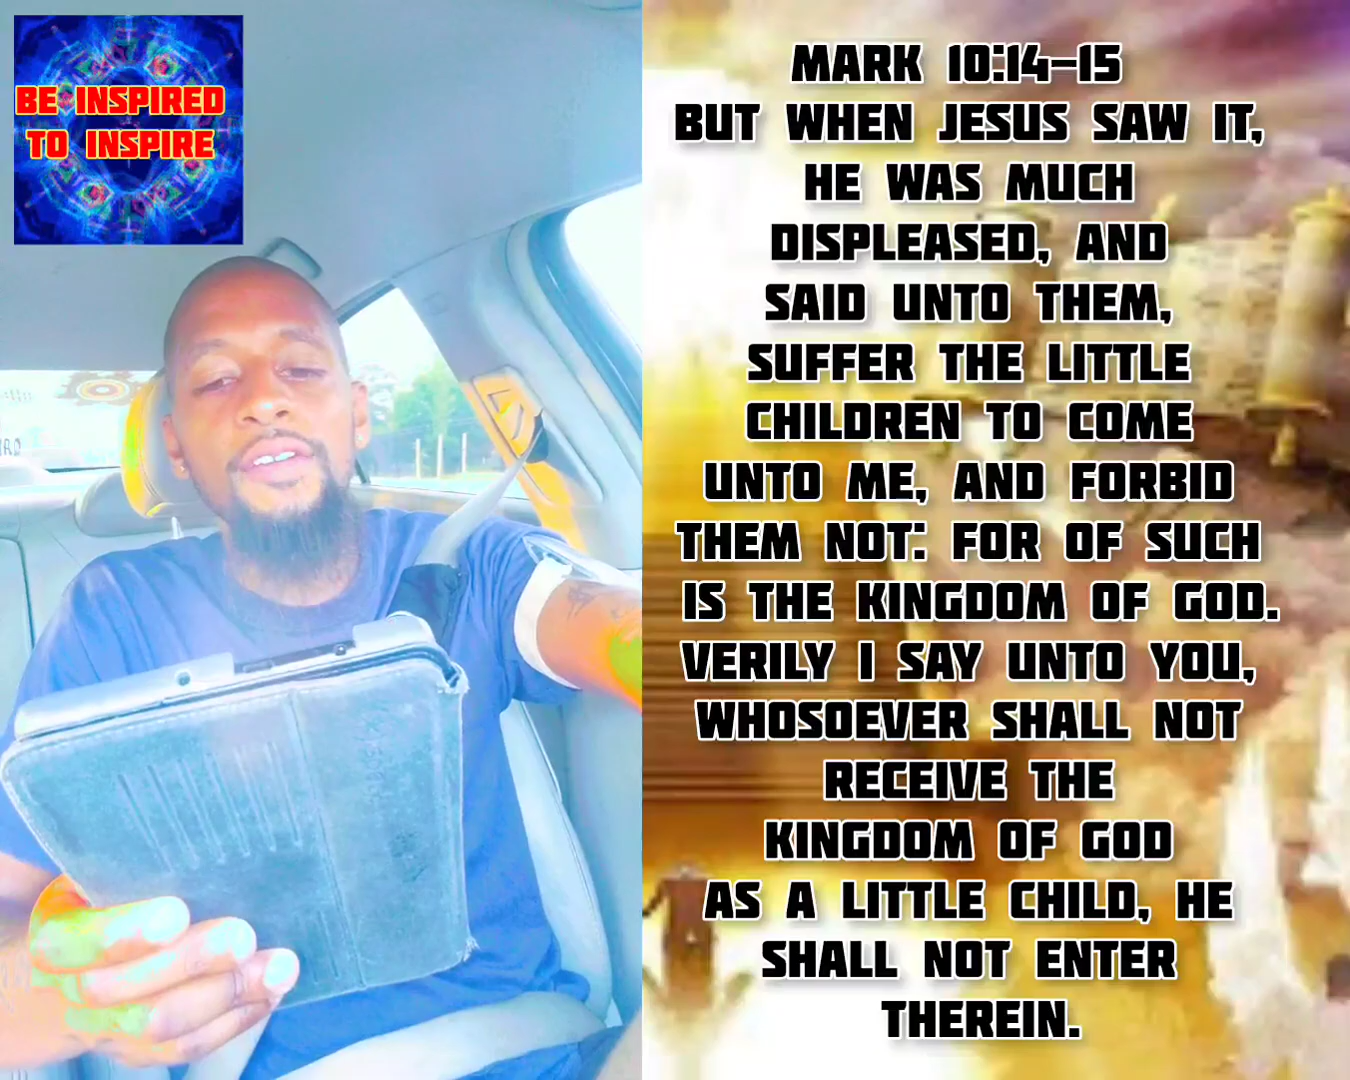 BE INSPIRED
TO INSPIRE
MARK 10:14–15
BUT WHEN JESUS SAW IT,
HE WAS MUCH
DISPLEASED, AND
SAID UNTO THEM,
SUFFER THE LITTLE
CHILDREN TO COME
UNTO ME, AND FORBID
THEM NOT: FOR OF SUCH
IS THE KINGDOM OF GOD.
VERILY I SAY UNTO YOU,
WHOSOEVER SHALL NOT
RECEIVE THE
KINGDOM OF GOD
AS A LITTLE CHILD, HE
SHALL NOT ENTER
THEREIN.